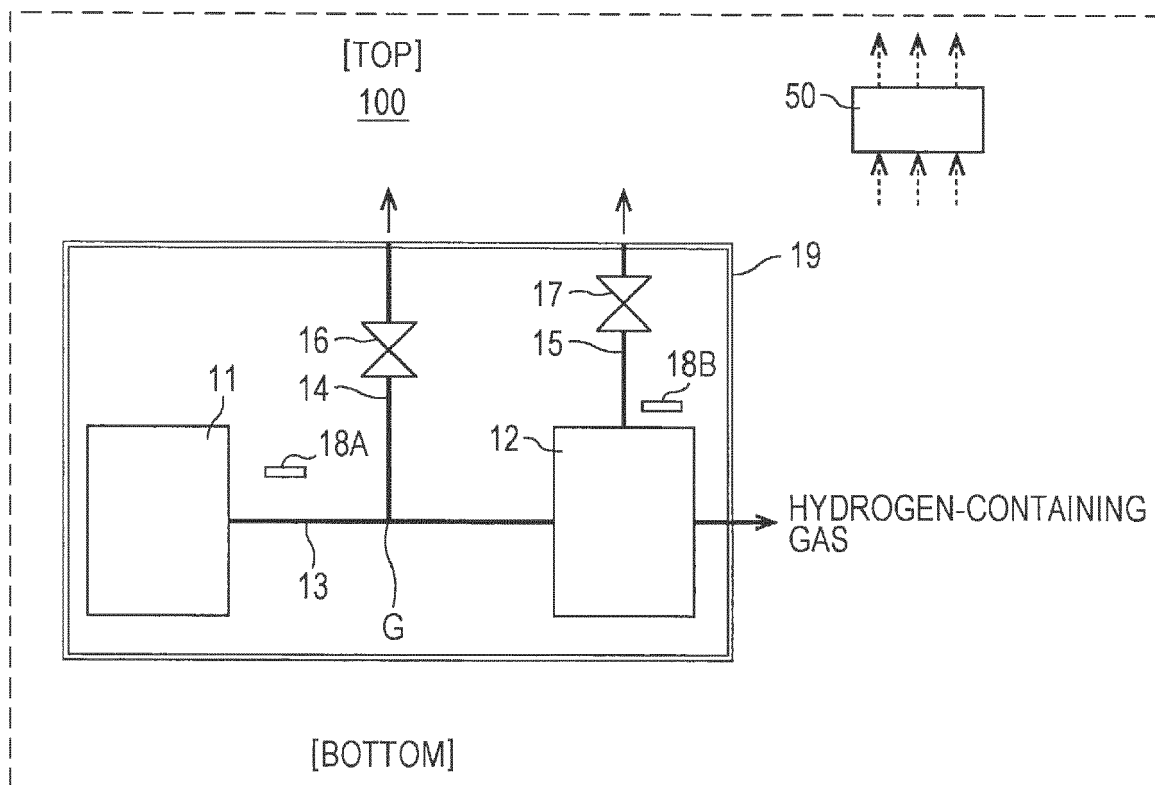 [TOP]
100
50
19
17
16
15
18B
14
11
12
18A
HYDROGEN-CONTAINING
GAS
13
G
[BOTTOM]